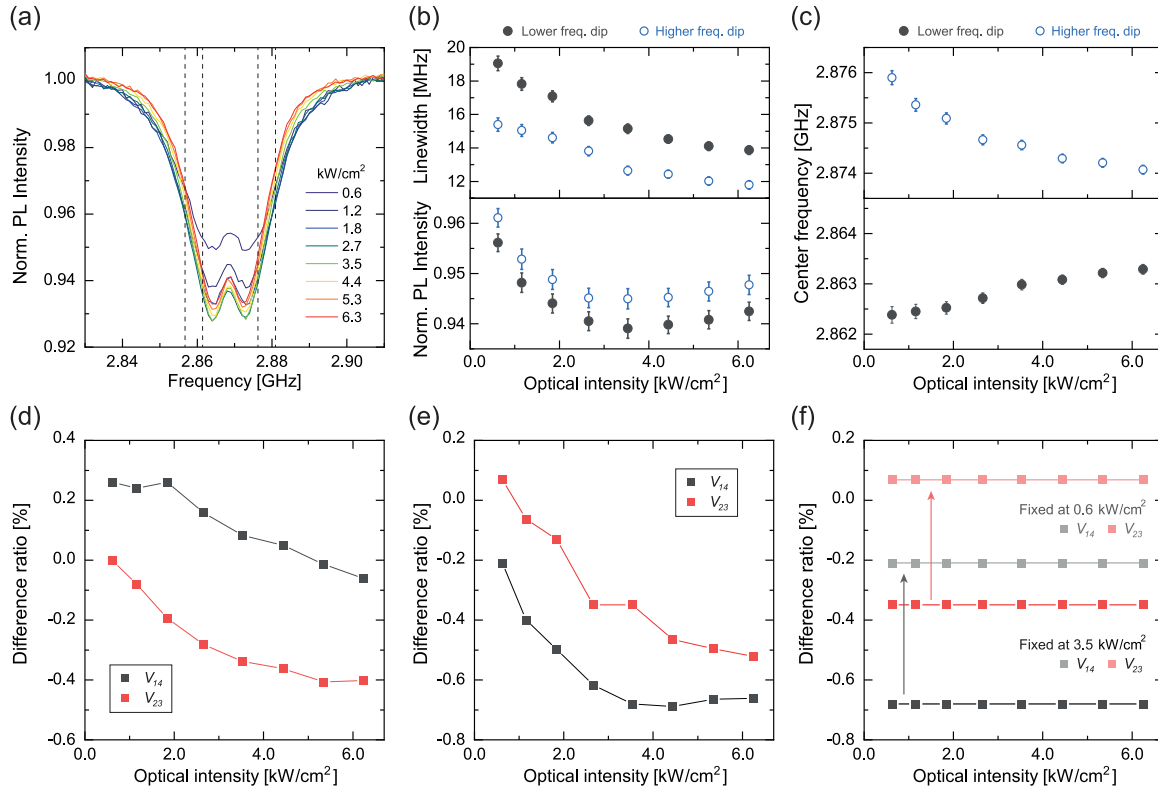 (a)
Norm. PL Intensity
1.00
0.98
0.96
0.94
0.92
kW/cm2
0.6
1.2
1.8
2.7
3.5
4.4
5.3
6.3
2.84 2.86 2.88 2.90
Frequency [GHz]
(b)
Lower freq. dip Higher freq. dip
Linewidth [MHz]
20
18
16
14
12
Norm. PL Intensity
0.96
0.95
0.94
0.0 2.0 4.0 6.0
Optical intensity [kW/cm2]
(c)
Lower freq. dip Higher freq. dip
Center frequency [GHz]
2.876
2.875
2.874
2.864
2.863
2.862
0.0 2.0 4.0 6.0
Optical intensity [kW/cm2]
(d)
Difference ratio [%]
0.4
0.2
0.0
-0.2
-0.4
-0.6
V14
V23
0.0 2.0 4.0 6.0
Optical intensity [kW/cm2]
(e)
Difference ratio [%]
0.2
0.0
-0.2
-0.4
-0.6
-0.8
V14
V23
0.0 2.0 4.0 6.0
Optical intensity [kW/cm2]
(f)
Difference ratio [%]
0.2
0.0
-0.2
-0.4
-0.6
-0.8
Fixed at 0.6 kW/cm2
V14 V23
Fixed at 3.5 kW/cm2
V14 V23
0.0 2.0 4.0 6.0
Optical intensity [kW/cm2]